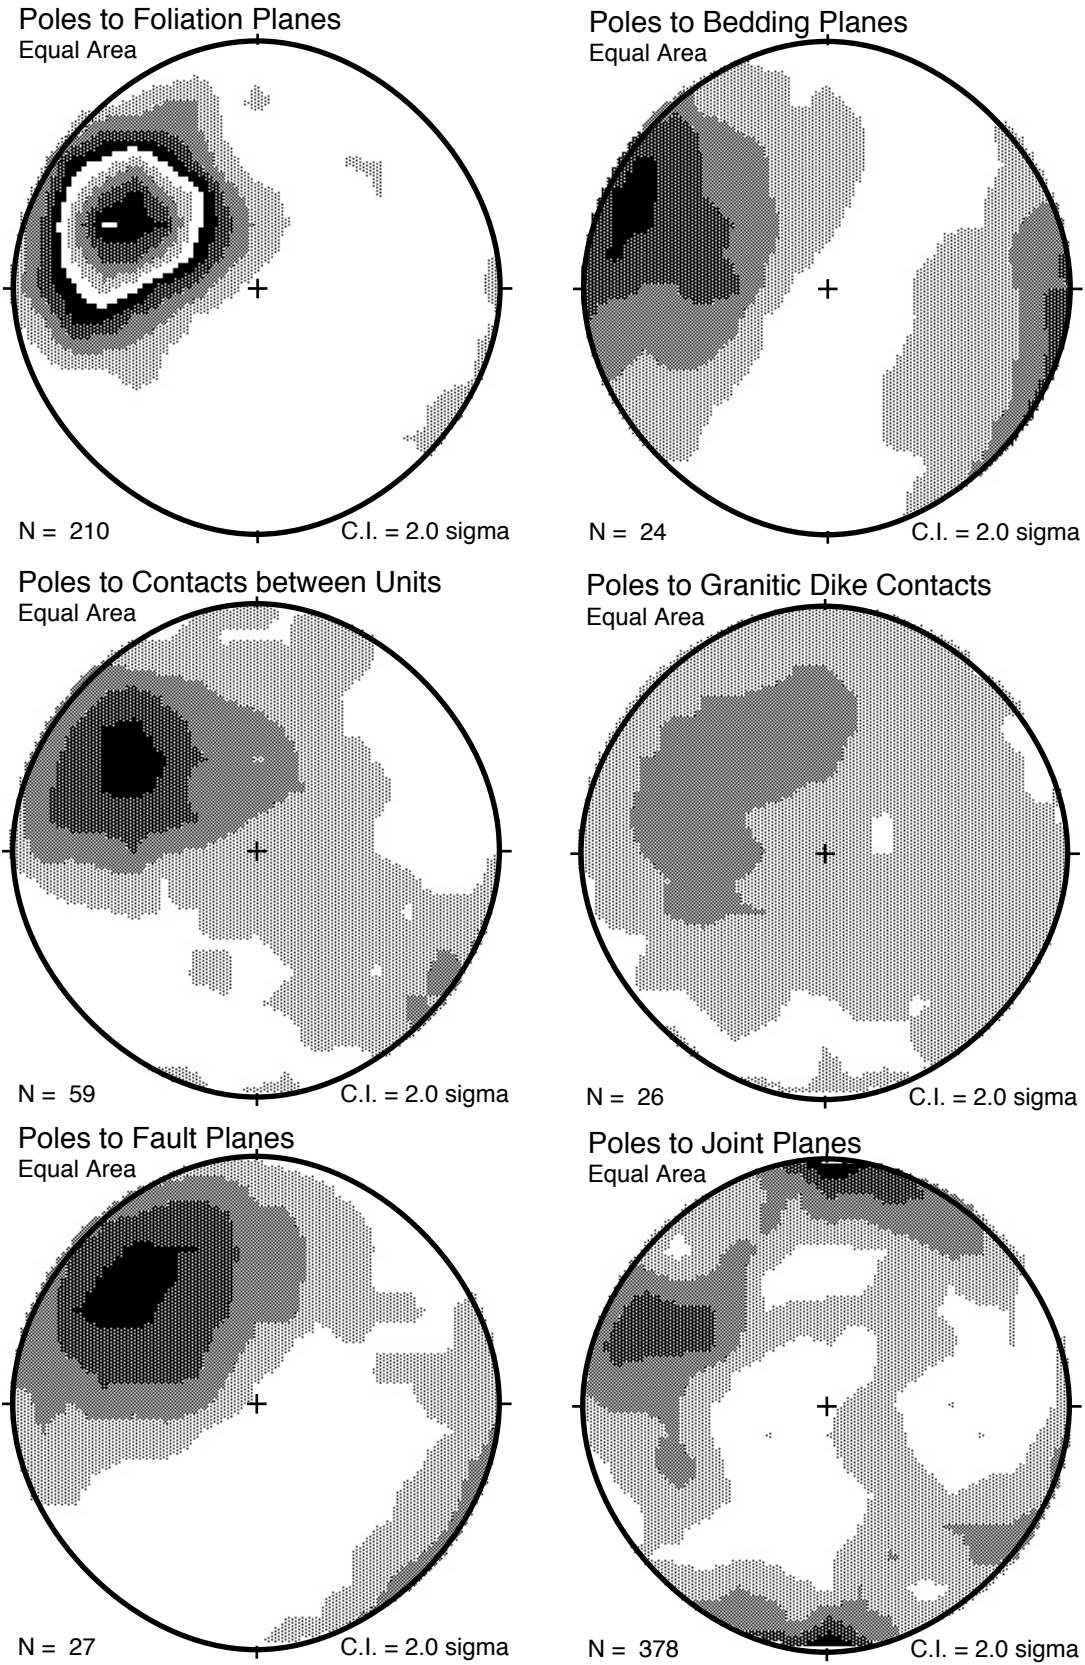 Poles to Foliation Planes
Equal Area
N = 210
C.I. = 2.0 sigma
Poles to Bedding Planes
Equal Area
N = 24
C.I. = 2.0 sigma
Poles to Contacts between Units
Equal Area
N = 59
C.I. = 2.0 sigma
Poles to Granitic Dike Contacts
Equal Area
N = 26
C.I. = 2.0 sigma
Poles to Fault Planes
Equal Area
N = 27
C.I. = 2.0 sigma
Poles to Joint Planes
Equal Area
N = 378
C.I. = 2.0 sigma